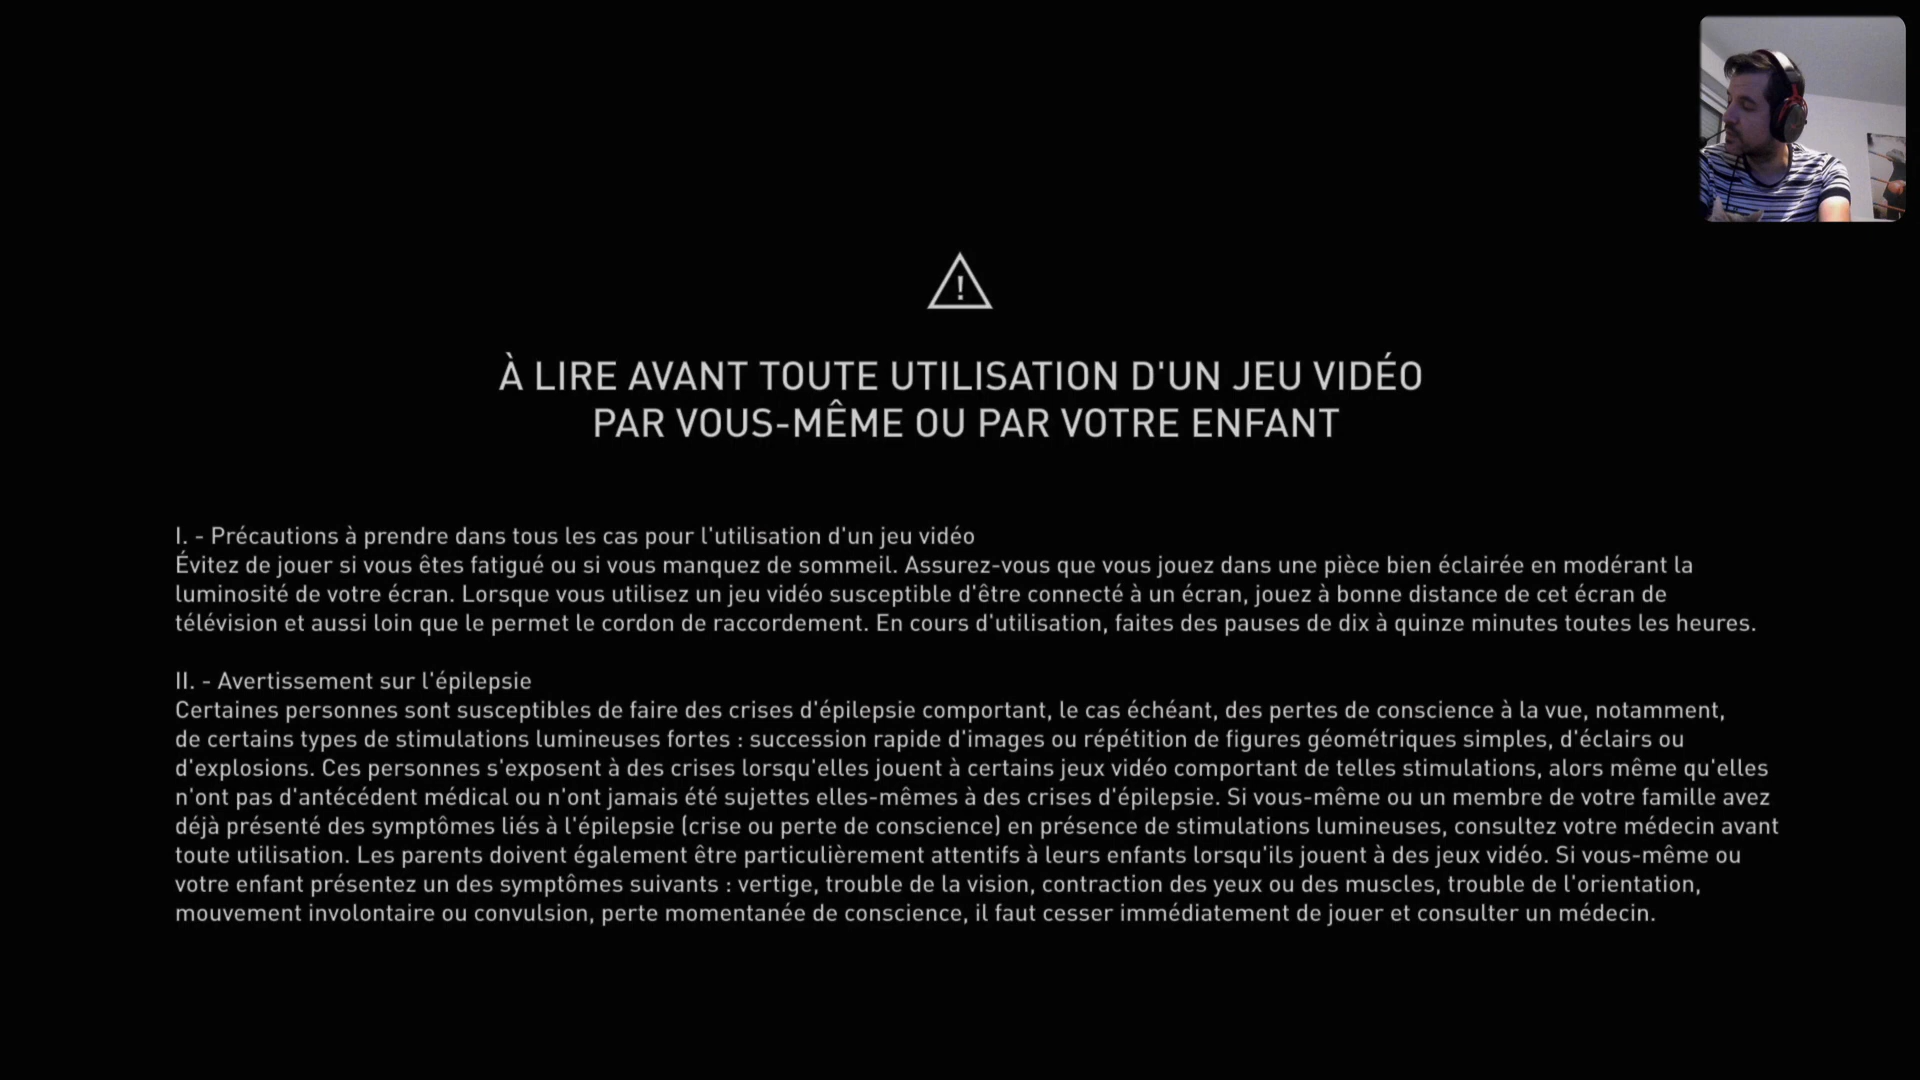 À LIRE AVANT TOUTE UTILISATION D'UN JEU VIDÉO
PAR VOUS-MÊME OU PAR VOTRE ENFANT
I. - Précautions à prendre dans tous les cas pour l'utilisation d'un jeu vidéo
Évitez de jouer si vous êtes fatigué ou si vous manquez de sommeil. Assurez-vous que vous jouez dans une pièce bien éclairée en modérant la
luminosité de votre écran. Lorsque vous utilisez un jeu vidéo susceptible d'être connecté à un écran, jouez à bonne distance de cet écran de
télévision et aussi loin que le permet le cordon de raccordement. En cours d'utilisation, faites des pauses de dix à quinze minutes toutes les heures.
II. - Avertissement sur l'épilepsie
Certaines personnes sont susceptibles de faire des crises d'épilepsie comportant, le cas échéant, des pertes de conscience à la vue, notamment,
de certains types de stimulations lumineuses fortes : succession rapide d'images ou répétition de figures géométriques simples, d'éclairs ou
d'explosions. Ces personnes s'exposent à des crises lorsqu'elles jouent à certains jeux vidéo comportant de telles stimulations, alors même qu'elles
n'ont pas d'antécédent médical ou n'ont jamais été sujettes elles-mêmes à des crises d'épilepsie. Si vous-même ou un membre de votre famille avez
déjà présenté des symptômes liés à l'épilepsie (crise ou perte de conscience) en présence de stimulations lumineuses, consultez votre médecin avant
toute utilisation. Les parents doivent également être particulièrement attentifs à leurs enfants lorsqu'ils jouent à des jeux vidéo. Si vous-même ou
votre enfant présentez un des symptômes suivants : vertige, trouble de la vision, contraction des yeux ou des muscles, trouble de l'orientation,
mouvement involontaire ou convulsion, perte momentanée de conscience, il faut cesser immédiatement de jouer et consulter un médecin.